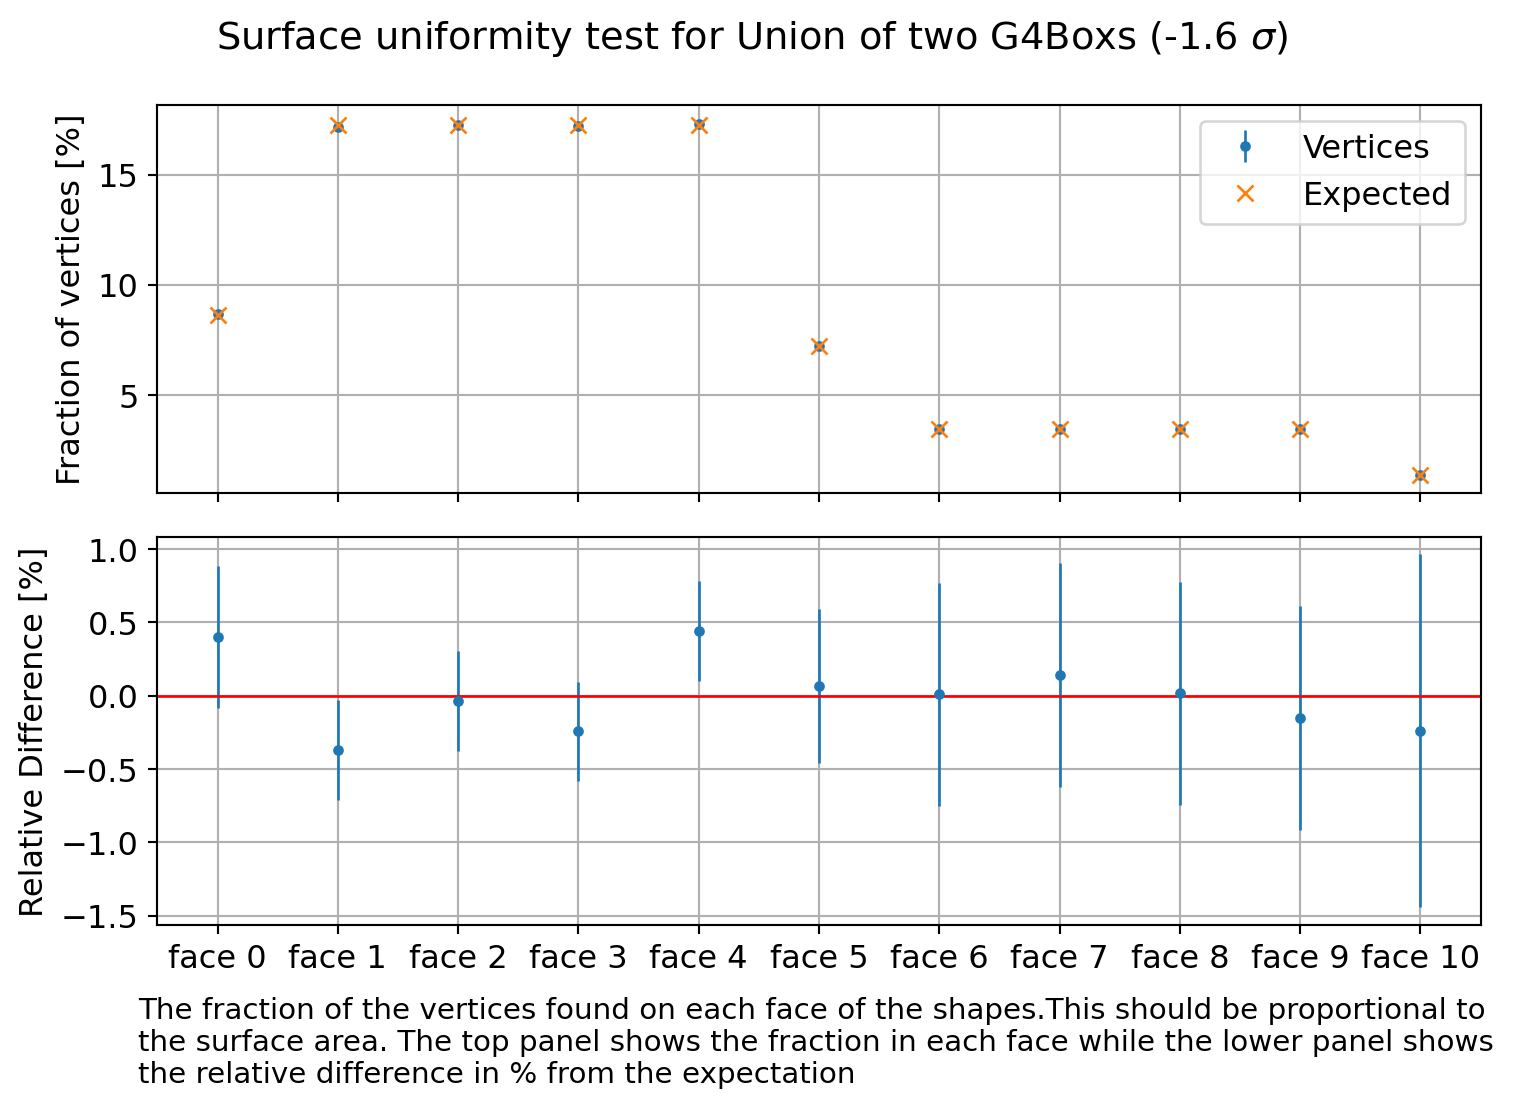 Surface uniformity test for Union of two G4Boxs (-1.6 σ)
Fraction of vertices [%]
15
10
5
Vertices
Expected
Relative Difference [%]
1.0
0.5
0.0
−0.5
−1.0
−1.5
face 0 face 1 face 2 face 3 face 4 face 5 face 6 face 7 face 8 face 9 face 10
The fraction of the vertices found on each face of the shapes.This should be proportional to
the surface area. The top panel shows the fraction in each face while the lower panel shows
the relative difference in % from the expectation